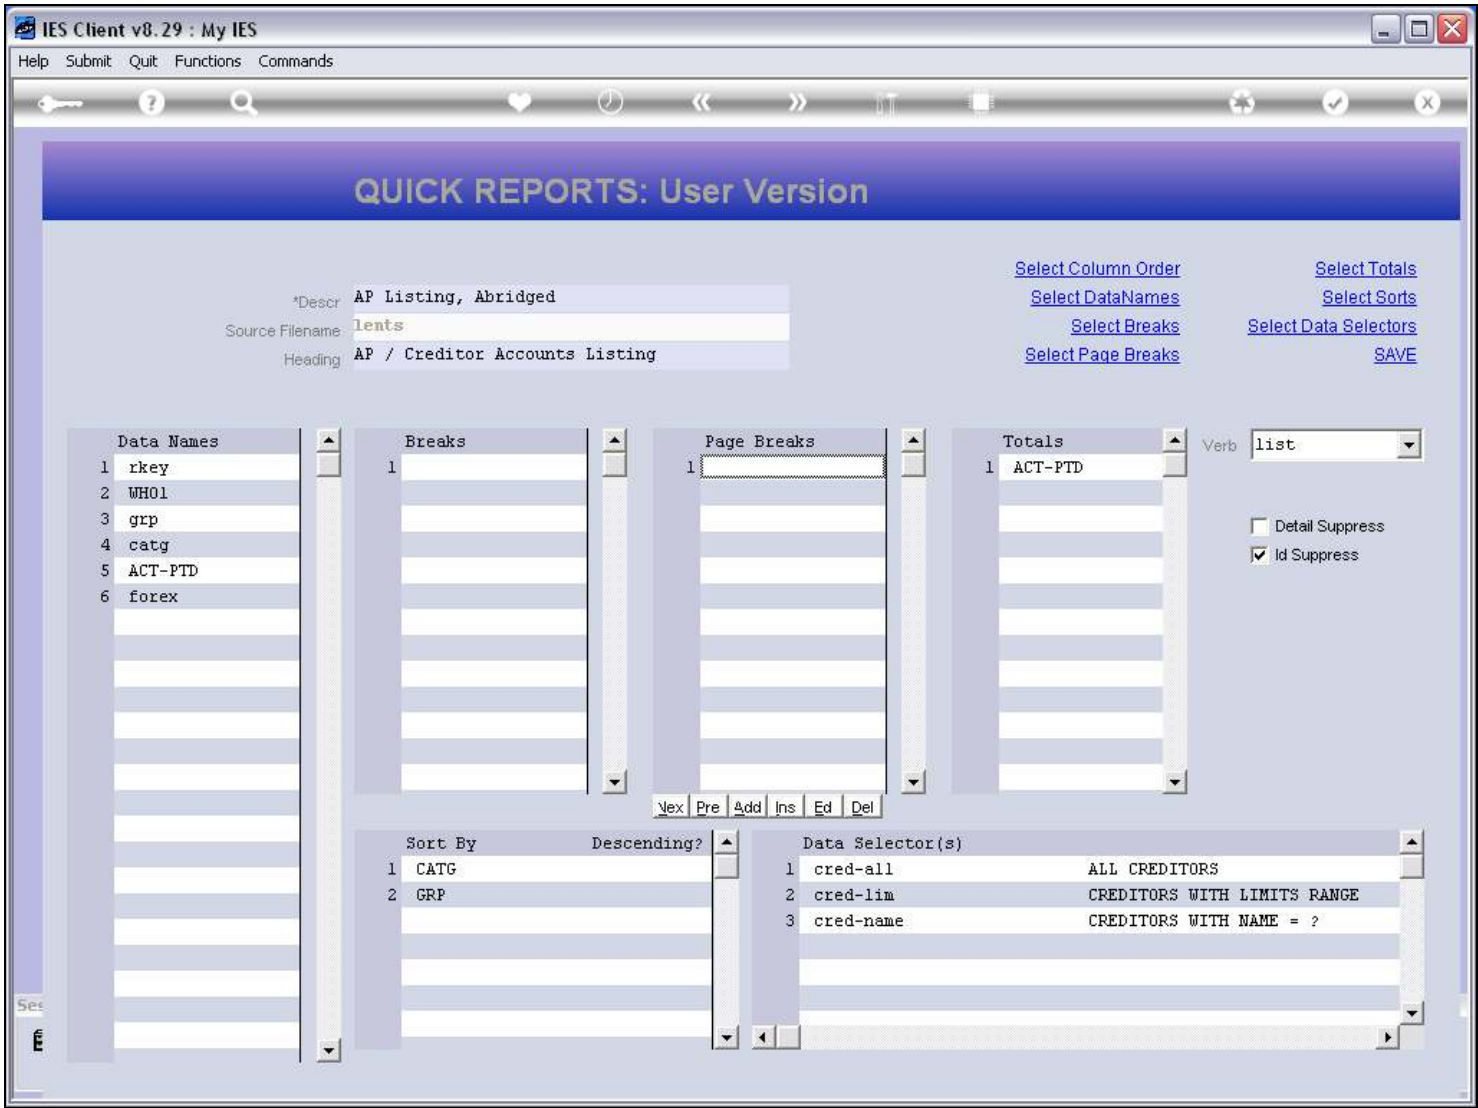 IES Client v8.29 : My IES
Help Submit Quit Functions Commands
QUICK REPORTS: User Version
Select Column Order Select Totals
*Descr AP Listing, Abridged Select DataNames Select Sorts
Source Filename lents Select Breaks Select Data Selectors
Heading AP / Creditor Accounts Listing Select Page Breaks SAVE
Data Names Breaks Page Breaks Totals Verb list
1 rkey 1 1 1 ACT-PTD
2 WHO1
3 grp Detail Suppress
4 catg Id Suppress
5 ACT-PTD
6 forex
Pre Add Ins Ed Del
Sort By Descending? Data Selector(s)
1 CATG 1 cred-all ALL CREDITORS
2 GRP 2 cred-lim CREDITORS WITH LIMITS RANGE
3 cred-name CREDITORS WITH NAME = ?